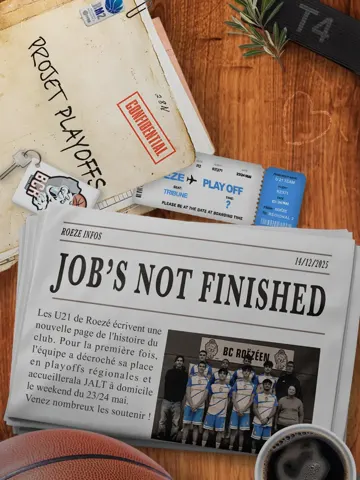 JM2
T4
PROJET PLAYOFFS
CONFIDENTIAL
ROEZE
PLAY OFF
TRIBUNE
?
PLEASE BE AT THE GATE AT BOARDING TIME
ROEZE INFOS
14/12/2025
JOB'S NOT FINISHED
Les U21 de Roezé écrivent une
nouvelle page de l'histoire du
club. Pour la première fois,
l'équipe a décroché sa place
en playoffs régionales et
accueillerala JALT à domicile
le weekend du 23/24 mai.
Venez nombreux les soutenir !
BC ROËZÉEN